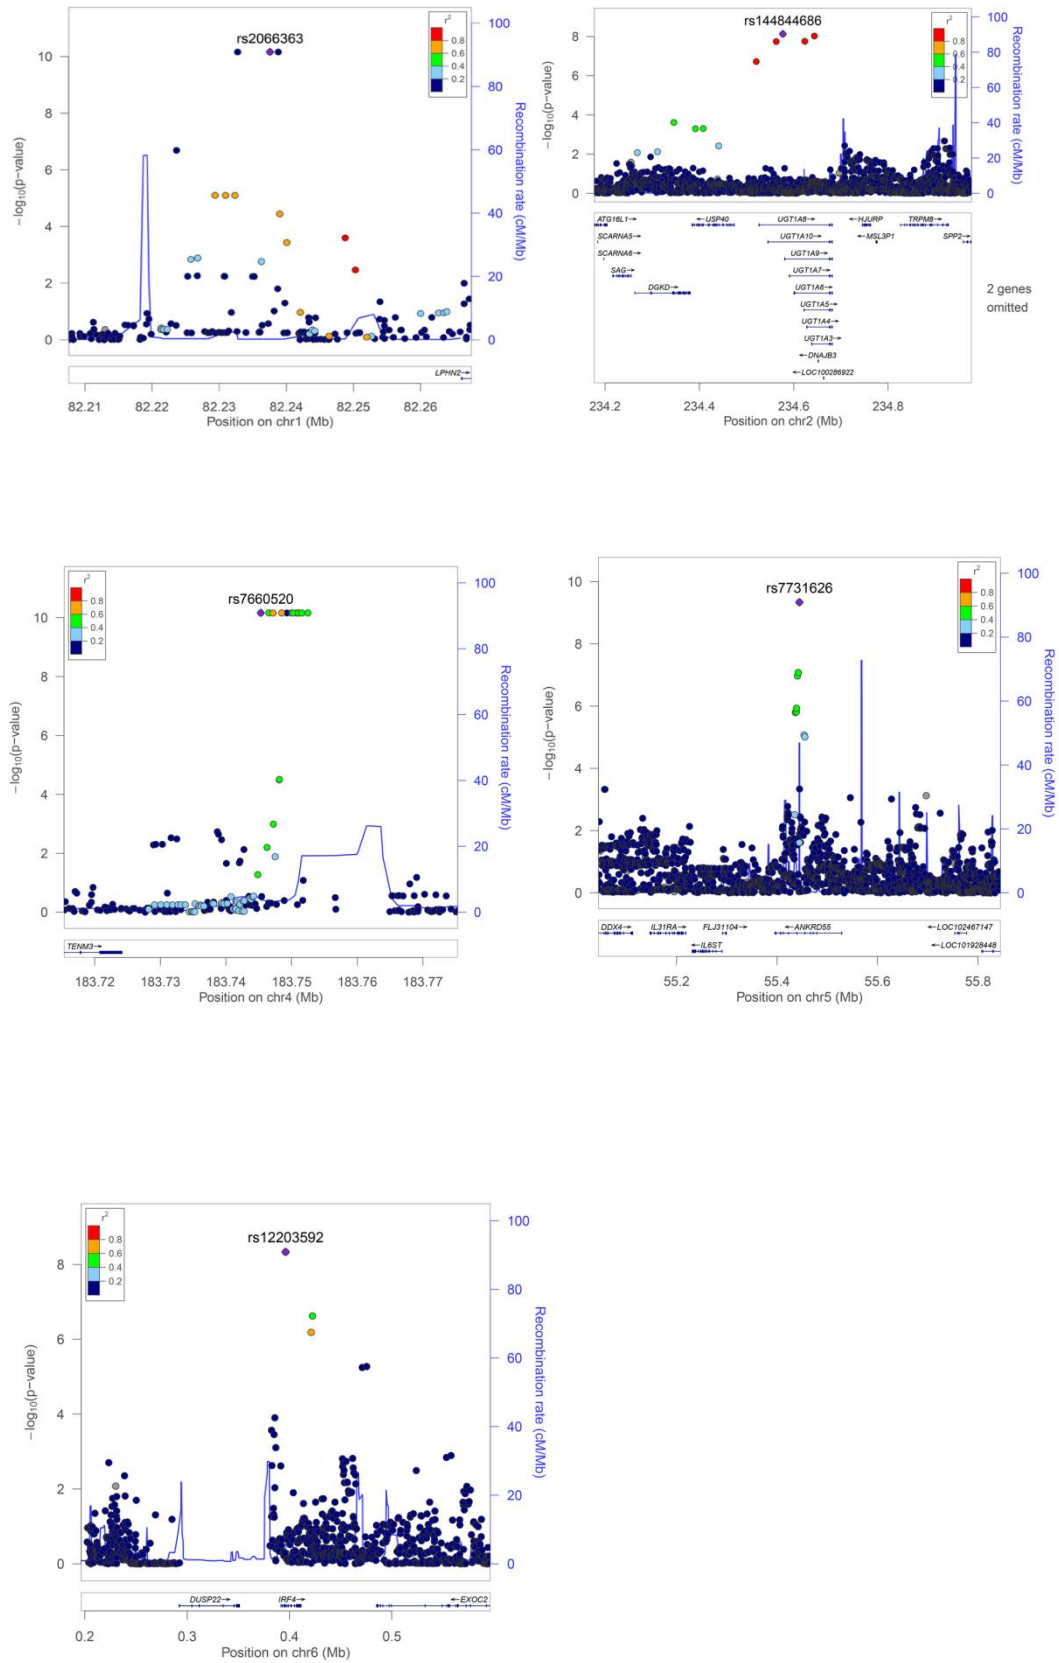 rs2066363
r²
0.8
0.6
0.4
0.2
10
8
6
4
2
0
−log₁₀(p−value)
100
80
60
40
20
0
Recombination rate (cM/Mb)
LPHN2→
82.21 82.22 82.23 82.24 82.25 82.26
Position on chr1 (Mb)
rs144844686
r²
0.8
0.6
0.4
0.2
8
6
4
2
0
−log₁₀(p−value)
100
80
60
40
20
0
Recombination rate (cM/Mb)
ATG16L1→ ←USP40 UGT1A8→ ←HJURP TRPM8→
SCARNA5→ UGT1A10→ ←MSL3P1 SPP2→
SCARNA6→ UGT1A9→
SAG→ UGT1A7→
DGKD→ UGT1A6→
UGT1A5→
UGT1A4→
UGT1A3→
←DNAJB3
←LOC100286922
2 genes
omitted
234.2 234.4 234.6 234.8
Position on chr2 (Mb)
rs7660520
r²
0.8
0.6
0.4
0.2
10
8
6
4
2
0
−log₁₀(p−value)
100
80
60
40
20
0
Recombination rate (cM/Mb)
TENM3→
183.72 183.73 183.74 183.75 183.76 183.77
Position on chr4 (Mb)
rs7731626
r²
0.8
0.6
0.4
0.2
10
8
6
4
2
0
−log₁₀(p−value)
100
80
60
40
20
0
Recombination rate (cM/Mb)
DDX4→ IL31RA→ FLJ31104→ ←ANKRD55 ←LOC102467147
←IL6ST ←LOC101928448
55.2 55.4 55.6 55.8
Position on chr5 (Mb)
rs12203592
r²
0.8
0.6
0.4
0.2
8
6
4
2
0
−log₁₀(p−value)
100
80
60
40
20
0
Recombination rate (cM/Mb)
DUSP22→ IRF4→ ←EXOC2
0.2 0.3 0.4 0.5
Position on chr6 (Mb)